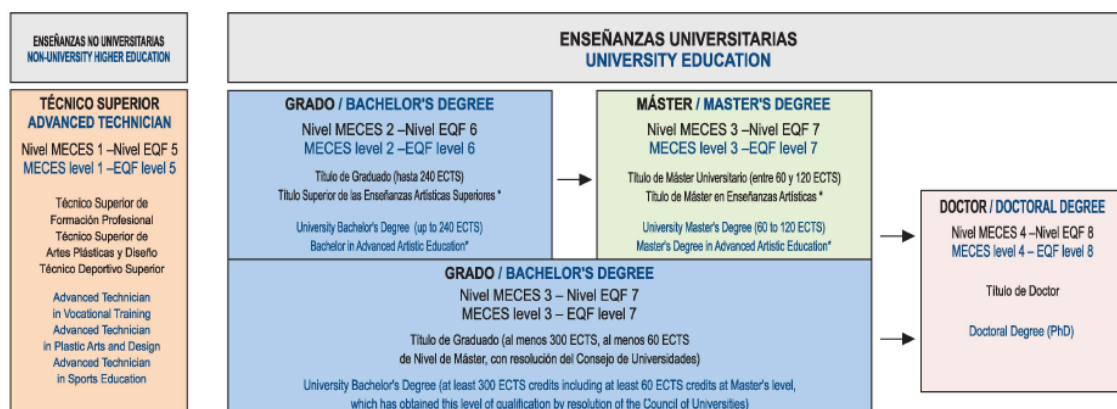 ENSEÑANZAS NO UNIVERSITARIAS
NON-UNIVERSITY HIGHER EDUCATION
TÉCNICO SUPERIOR
ADVANCED TECHNICIAN
Nivel MECES 1 –Nivel EQF 5
MECES level 1 –EQF level 5
Técnico Superior de
Formación Profesional
Técnico Superior de
Artes Plásticas y Diseño
Técnico Deportivo Superior
Advanced Technician
in Vocational Training
Advanced Technician
in Plastic Arts and Design
Advanced Technician
in Sports Education
ENSEÑANZAS UNIVERSITARIAS
UNIVERSITY EDUCATION
GRADO / BACHELOR'S DEGREE
Nivel MECES 2 –Nivel EQF 6
MECES level 2 –EQF level 6
Título de Graduado (hasta 240 ECTS)
Título Superior de las Enseñanzas Artísticas Superiores *
University Bachelor's Degree (up to 240 ECTS)
Bachelor in Advanced Artistic Education*
MÁSTER / MASTER'S DEGREE
Nivel MECES 3 –Nivel EQF 7
MECES level 3 –EQF level 7
Título de Máster Universitario (entre 60 y 120 ECTS)
Título de Máster en Enseñanzas Artísticas *
University Master's Degree (60 to 120 ECTS)
Master's Degree in Advanced Artistic Education*
GRADO / BACHELOR'S DEGREE
Nivel MECES 3 – Nivel EQF 7
MECES level 3 – EQF level 7
Título de Graduado (al menos 300 ECTS, al menos 60 ECTS
de Nivel de Máster, con resolución del Consejo de Universidades)
University Bachelor's Degree (at least 300 ECTS credits including at least 60 ECTS credits at Master's level,
which has obtained this level of qualification by resolution of the Council of Universities)
DOCTOR / DOCTORAL DEGREE
Nivel MECES 4 –Nivel EQF 8
MECES level 4 – EQF level 8
Título de Doctor
Doctoral Degree (PhD)